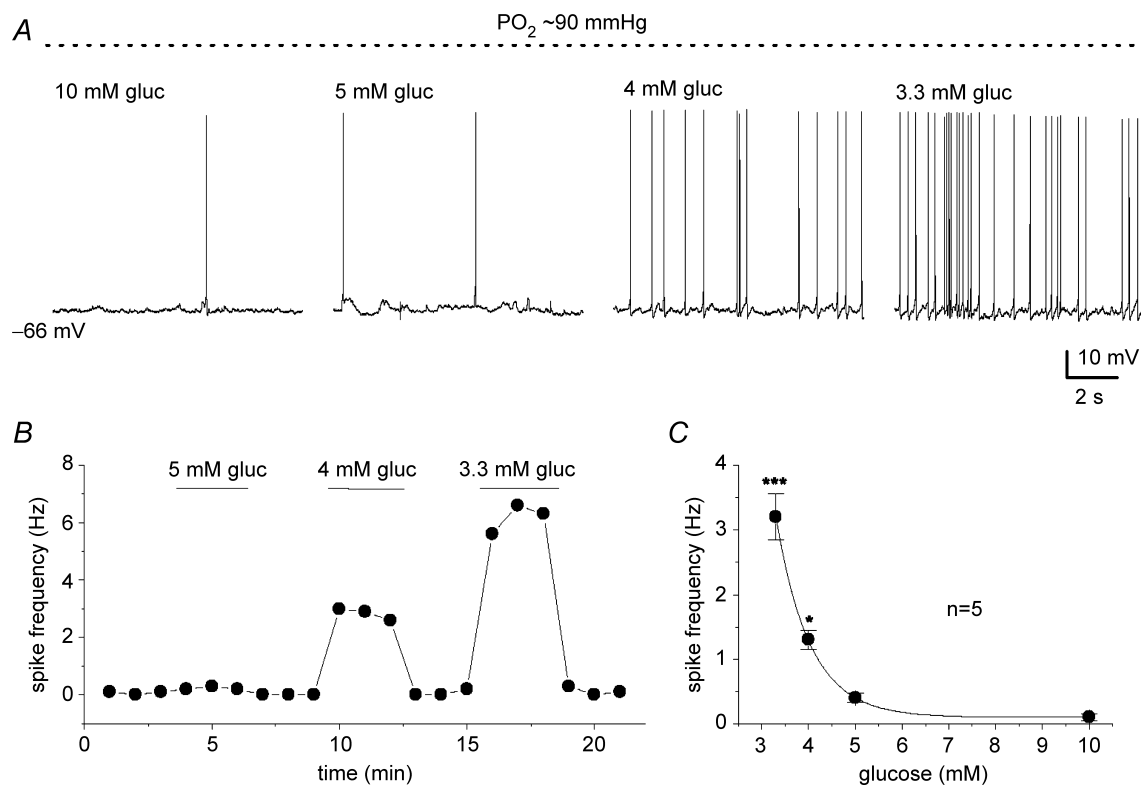 A
PO2 ~90 mmHg
10 mM gluc
5 mM gluc
4 mM gluc
3.3 mM gluc
–66 mV
10 mV
2 s
B
8
6
4
2
0
spike frequency (Hz)
5 mM gluc
4 mM gluc
3.3 mM gluc
0
5
10
15
20
time (min)
C
4
3
2
1
0
spike frequency (Hz)
***
*
n=5
3
4
5
6
7
8
9
10
glucose (mM)